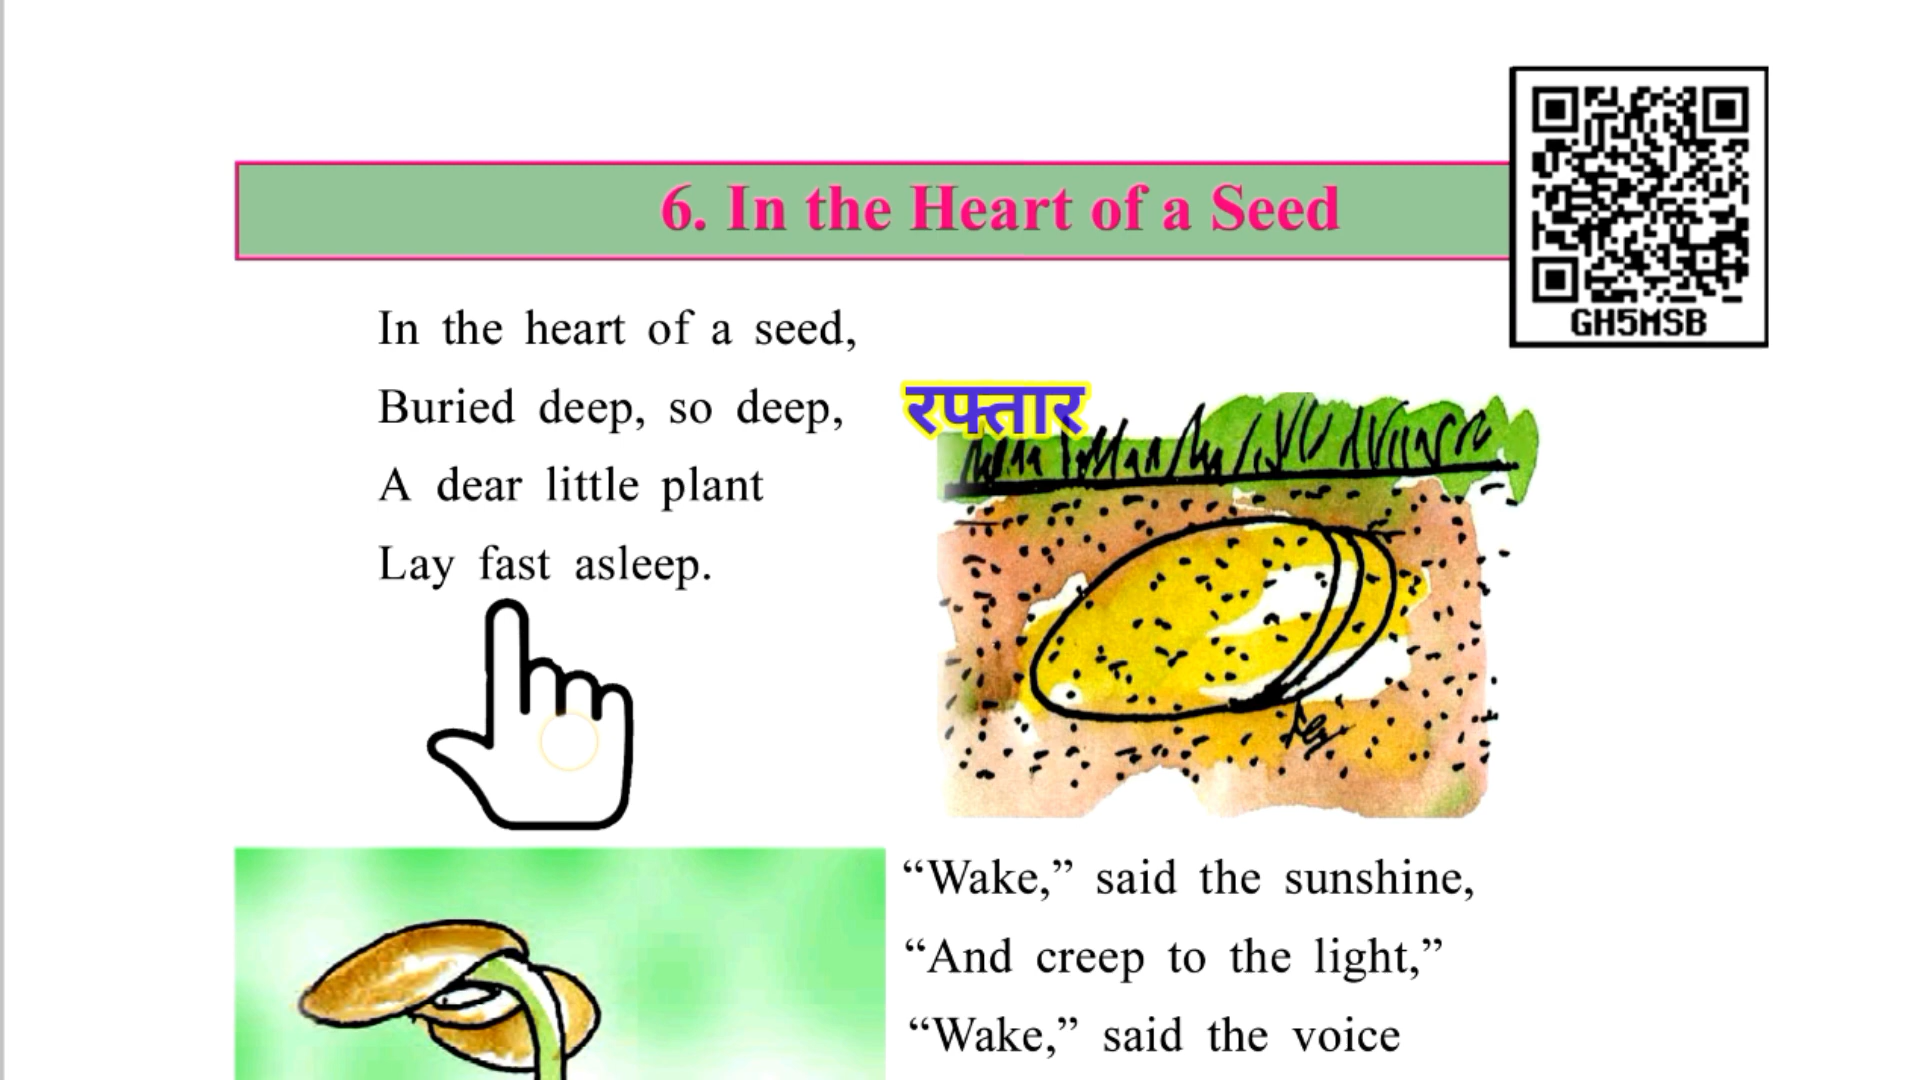 6. In the Heart of a Seed
GH5MSB
In the heart of a seed,
Buried deep, so deep,
A dear little plant
Lay fast asleep.
रफ्तार
“Wake,” said the sunshine,
“And creep to the light,”
“Wake,” said the voice